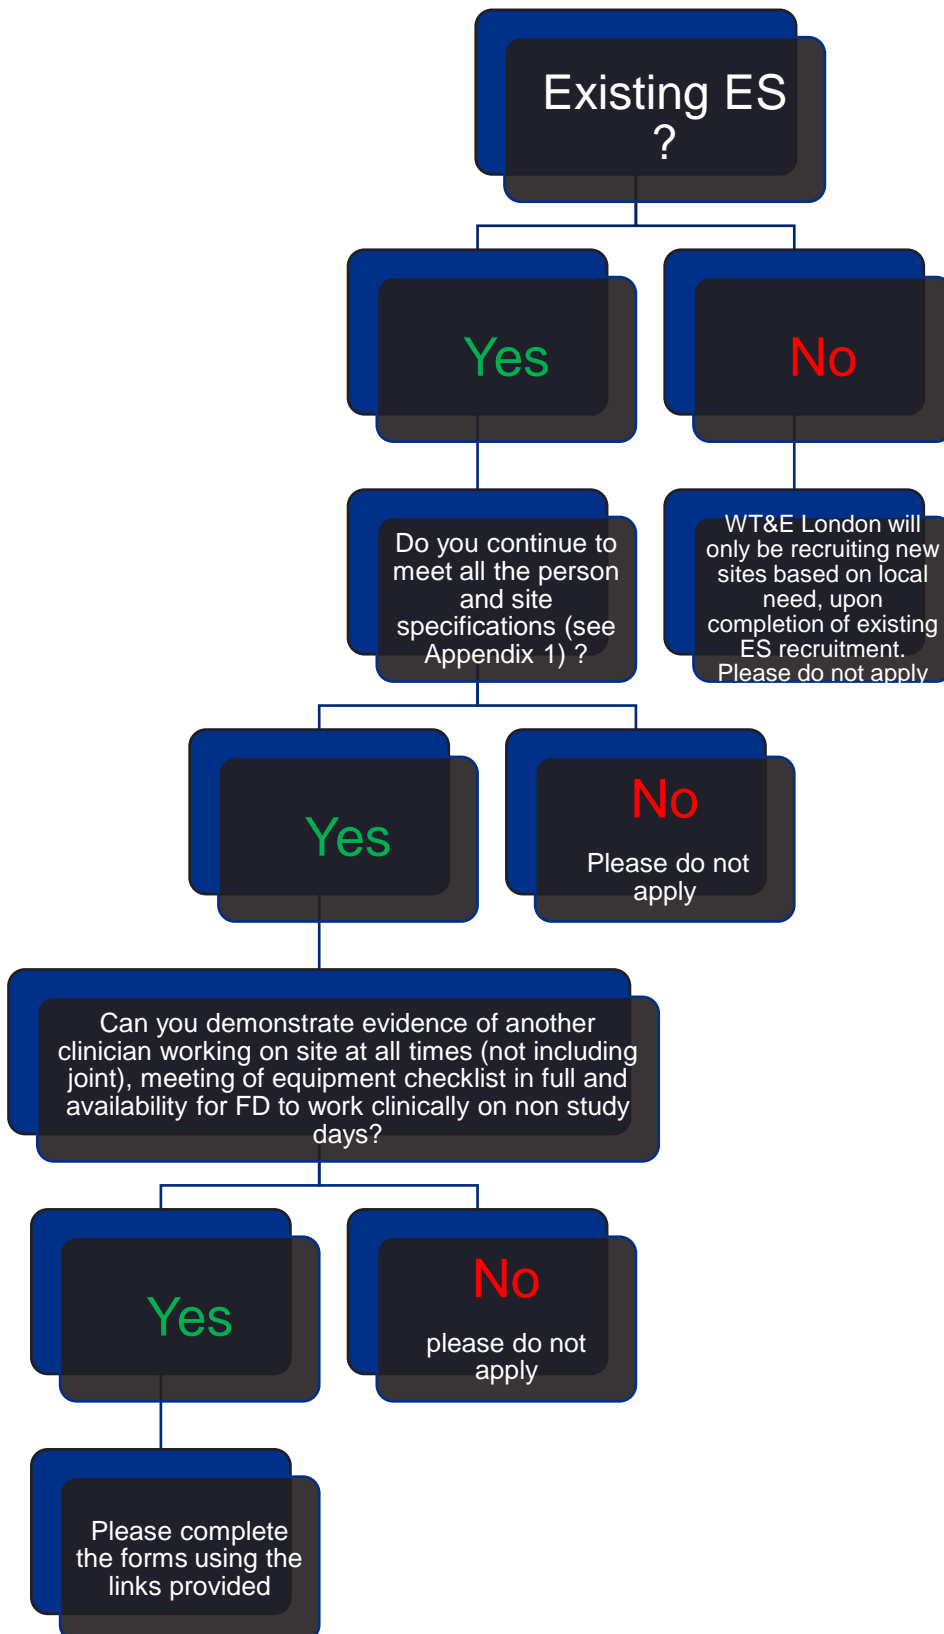 Existing ES
?
Yes
No
Do you continue to
meet all the person
and site
specifications (see
Appendix 1) ?
WT&E London will
only be recruiting new
sites based on local
need, upon
completion of existing
ES recruitment.
Please do not apply
Yes
No
Please do not
apply
Can you demonstrate evidence of another
clinician working on site at all times (not including
joint), meeting of equipment checklist in full and
availability for FD to work clinically on non study
days?
Yes
No
please do not
apply
Please complete
the forms using the
links provided